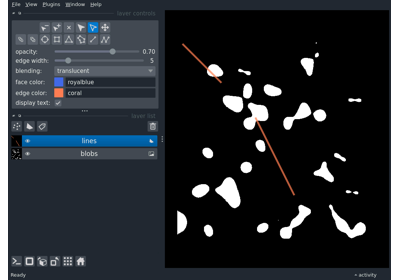 File View Plugins Window Help
layer controls
opacity: 0.70
edge width: 5
blending: translucent
face color: royalblue
edge color: coral
display text:
layer list
lines
blobs
Ready
activity